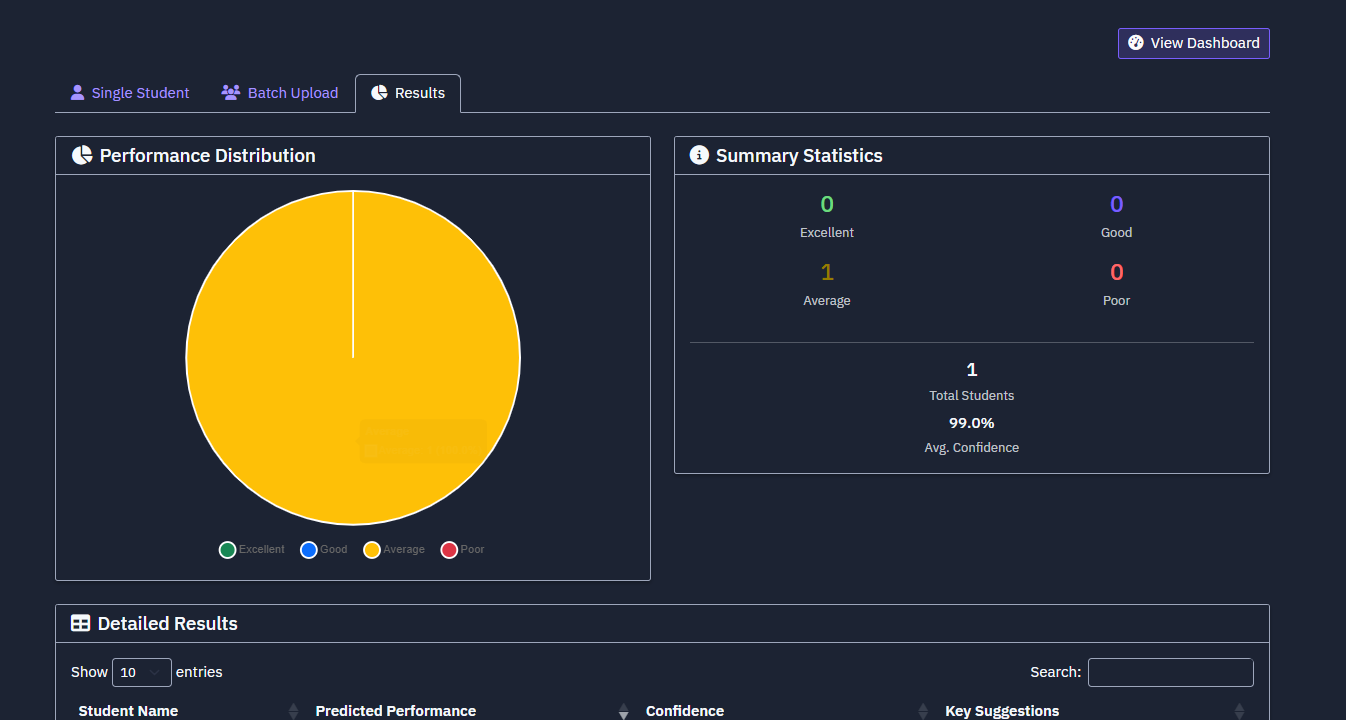 View Dashboard
Single Student
Batch Upload
Results
Performance Distribution
Excellent
Good
Average
Poor
Summary Statistics
0
Excellent
0
Good
1
Average
0
Poor
1
Total Students
99.0%
Avg. Confidence
Detailed Results
Show 10 entries
Search:
Student Name Predicted Performance Confidence Key Suggestions